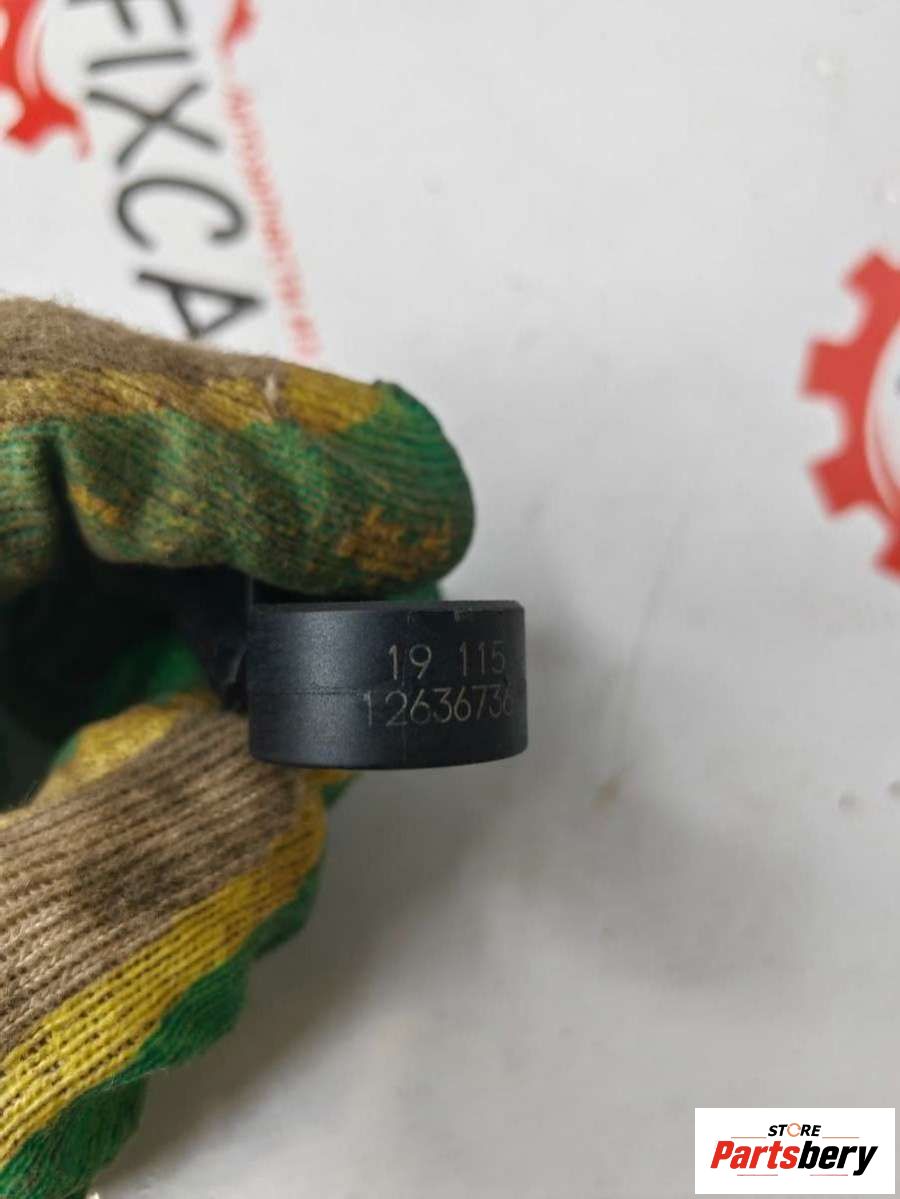 FIXCA
19 115
12636736
STORE
Partsbery